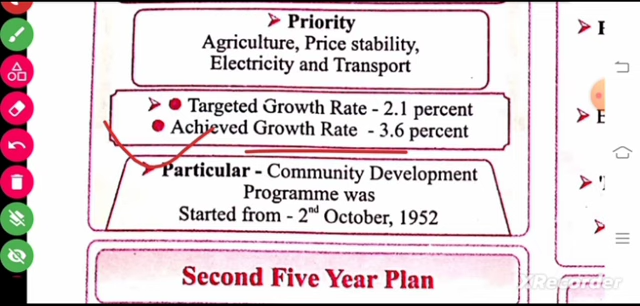 ➤ Priority
Agriculture, Price stability,
Electricity and Transport
➤ ● Targeted Growth Rate - 2.1 percent
● Achieved Growth Rate - 3.6 percent
➤ Particular - Community Development
Programme was
Started from - 2nd October, 1952
Second Five Year Plan
XRecorder